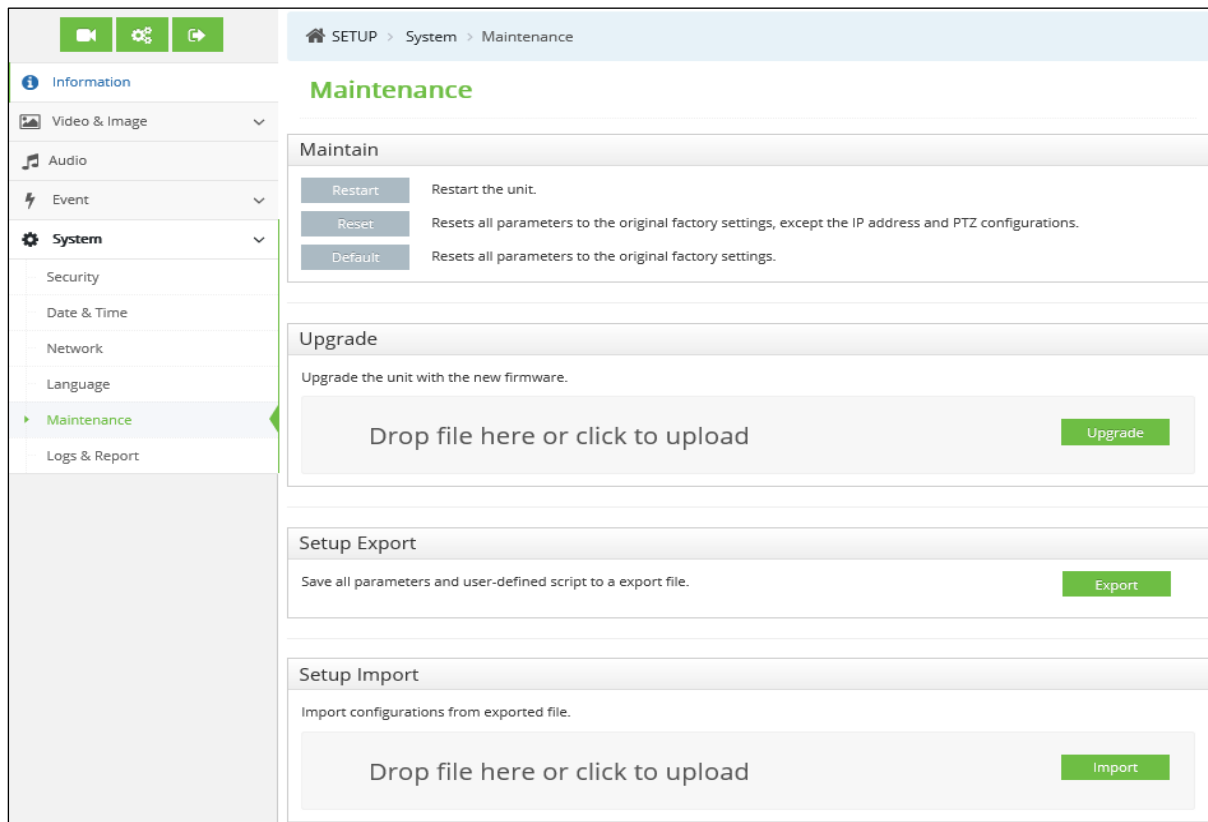 SETUP > System > Maintenance
Information
Video & Image
Audio
Event
System
Security
Date & Time
Network
Language
Maintenance
Logs & Report
Maintenance
Maintain
Restart Restart the unit.
Reset Resets all parameters to the original factory settings, except the IP address and PTZ configurations.
Default Resets all parameters to the original factory settings.
Upgrade
Upgrade the unit with the new firmware.
Drop file here or click to upload Upgrade
Setup Export
Save all parameters and user-defined script to a export file. Export
Setup Import
Import configurations from exported file.
Drop file here or click to upload Import